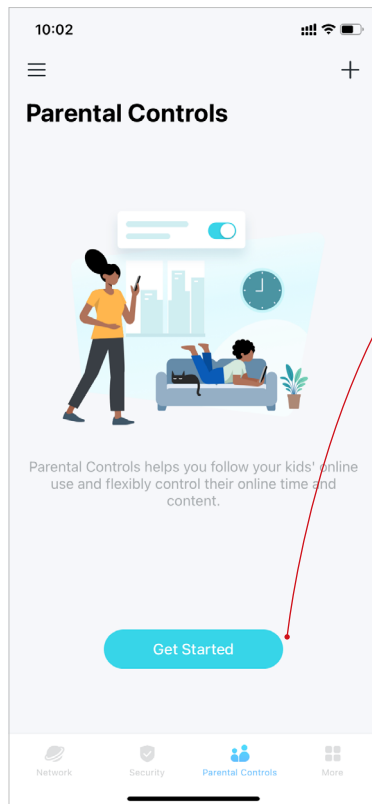 10:02
Parental Controls
Parental Controls helps you follow your kids' online
use and flexibly control their online time and
content.
Get Started
Network Security Parental Controls More